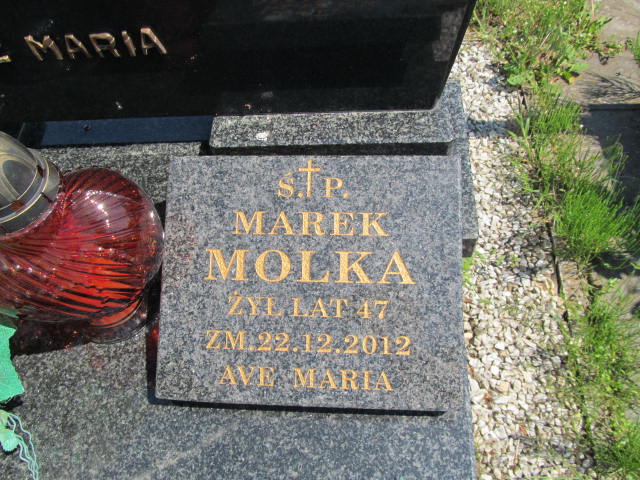 MARIA
Ś.P.
MAREK
MOLKA
ŻYŁ LAT 47
ZM.22.12.2012
AVE MARIA